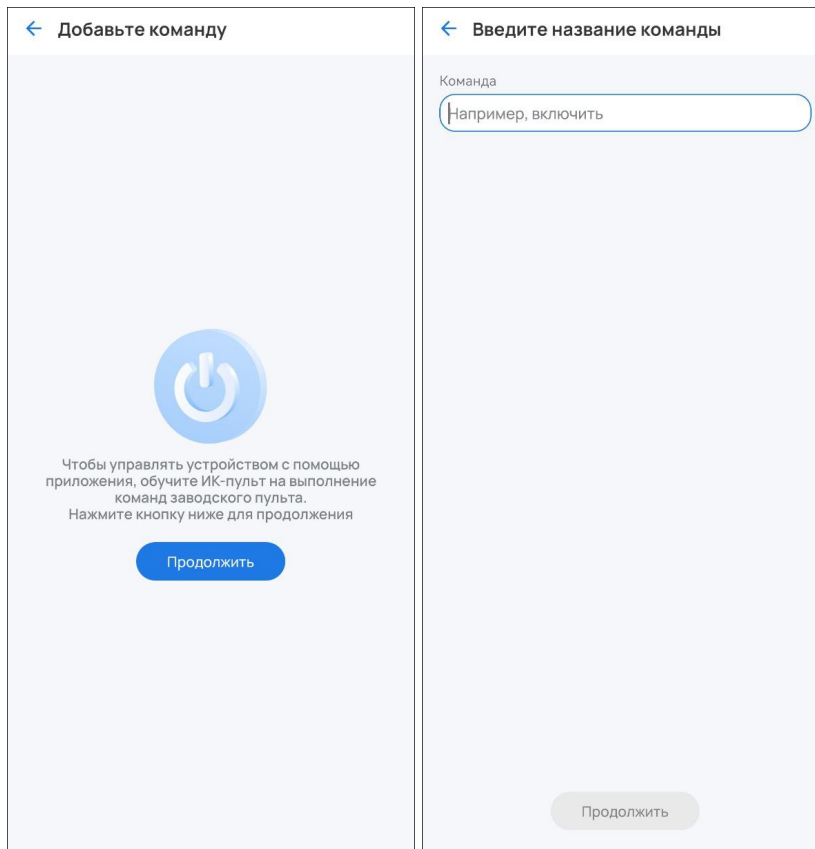 Добавьте команду
Чтобы управлять устройством с помощью
приложения, обучите ИК-пульт на выполнение
команд заводского пульта.
Нажмите кнопку ниже для продолжения
Продолжить
Введите название команды
Команда
Например, включить
Продолжить